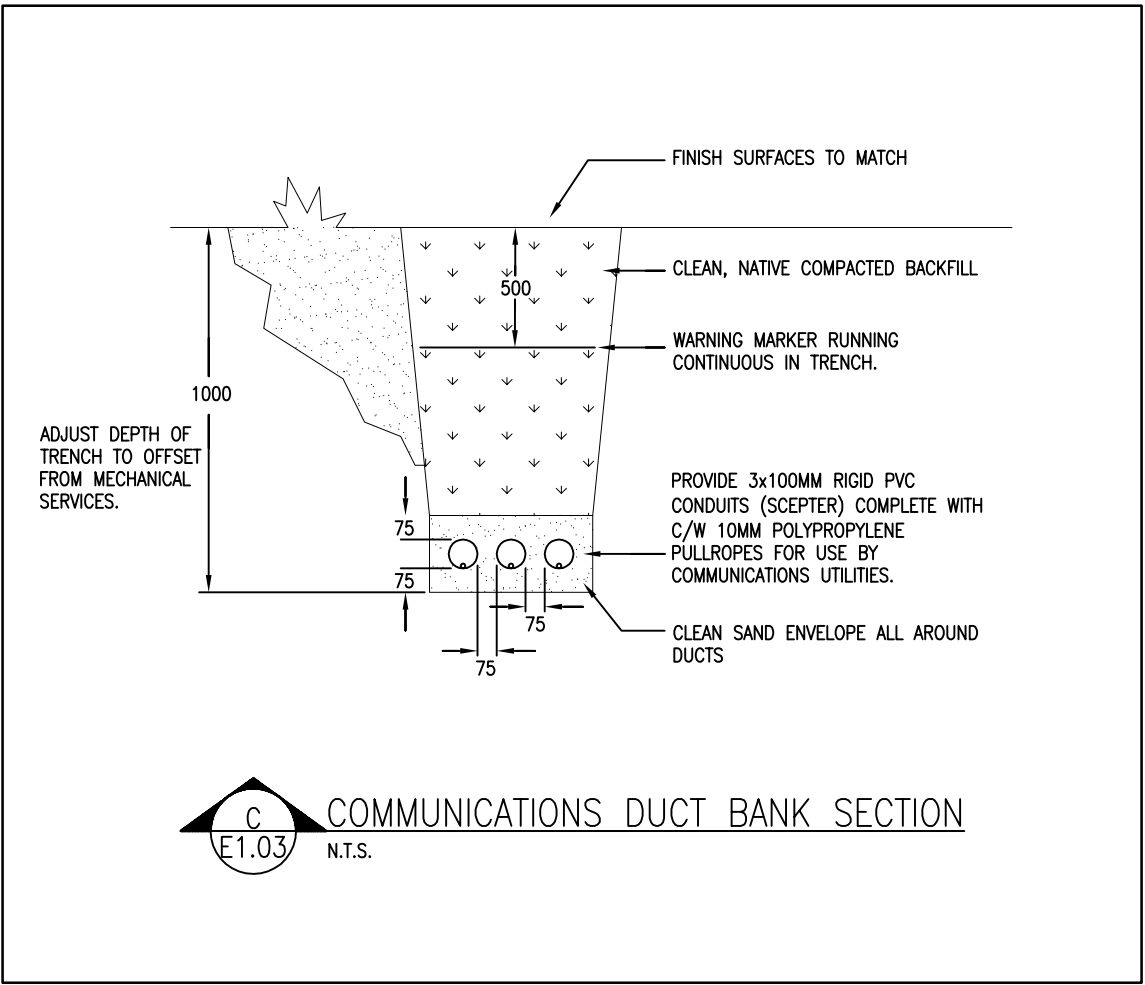 FINISH SURFACES TO MATCH
CLEAN, NATIVE COMPACTED BACKFILL
500
WARNING MARKER RUNNING
CONTINUOUS IN TRENCH.
1000
ADJUST DEPTH OF
TRENCH TO OFFSET
FROM MECHANICAL
SERVICES.
PROVIDE 3x100MM RIGID PVC
CONDUITS (SCEPTER) COMPLETE WITH
C/W 10MM POLYPROPYLENE
PULLROPES FOR USE BY
COMMUNICATIONS UTILITIES.
75
75
75
75
CLEAN SAND ENVELOPE ALL AROUND
DUCTS
C
E1.03
COMMUNICATIONS DUCT BANK SECTION
N.T.S.